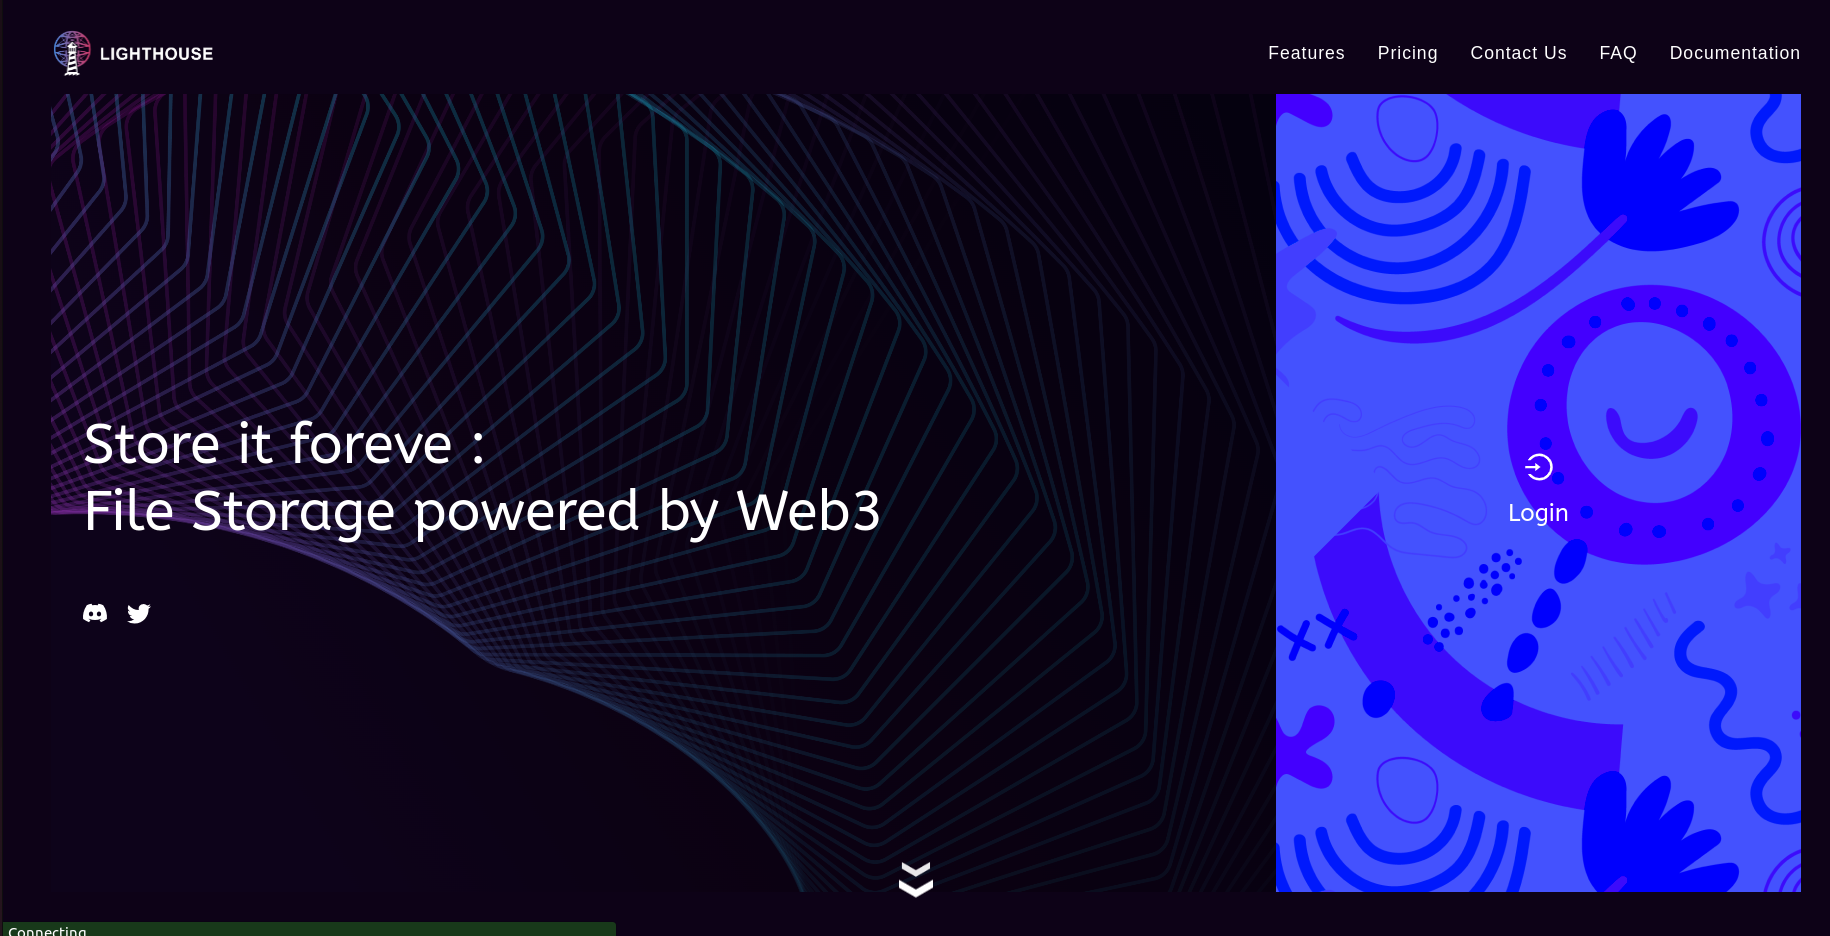 LIGHTHOUSE
Features Pricing Contact Us FAQ Documentation
Store it foreve :
File Storage powered by Web3
Login
Connecting